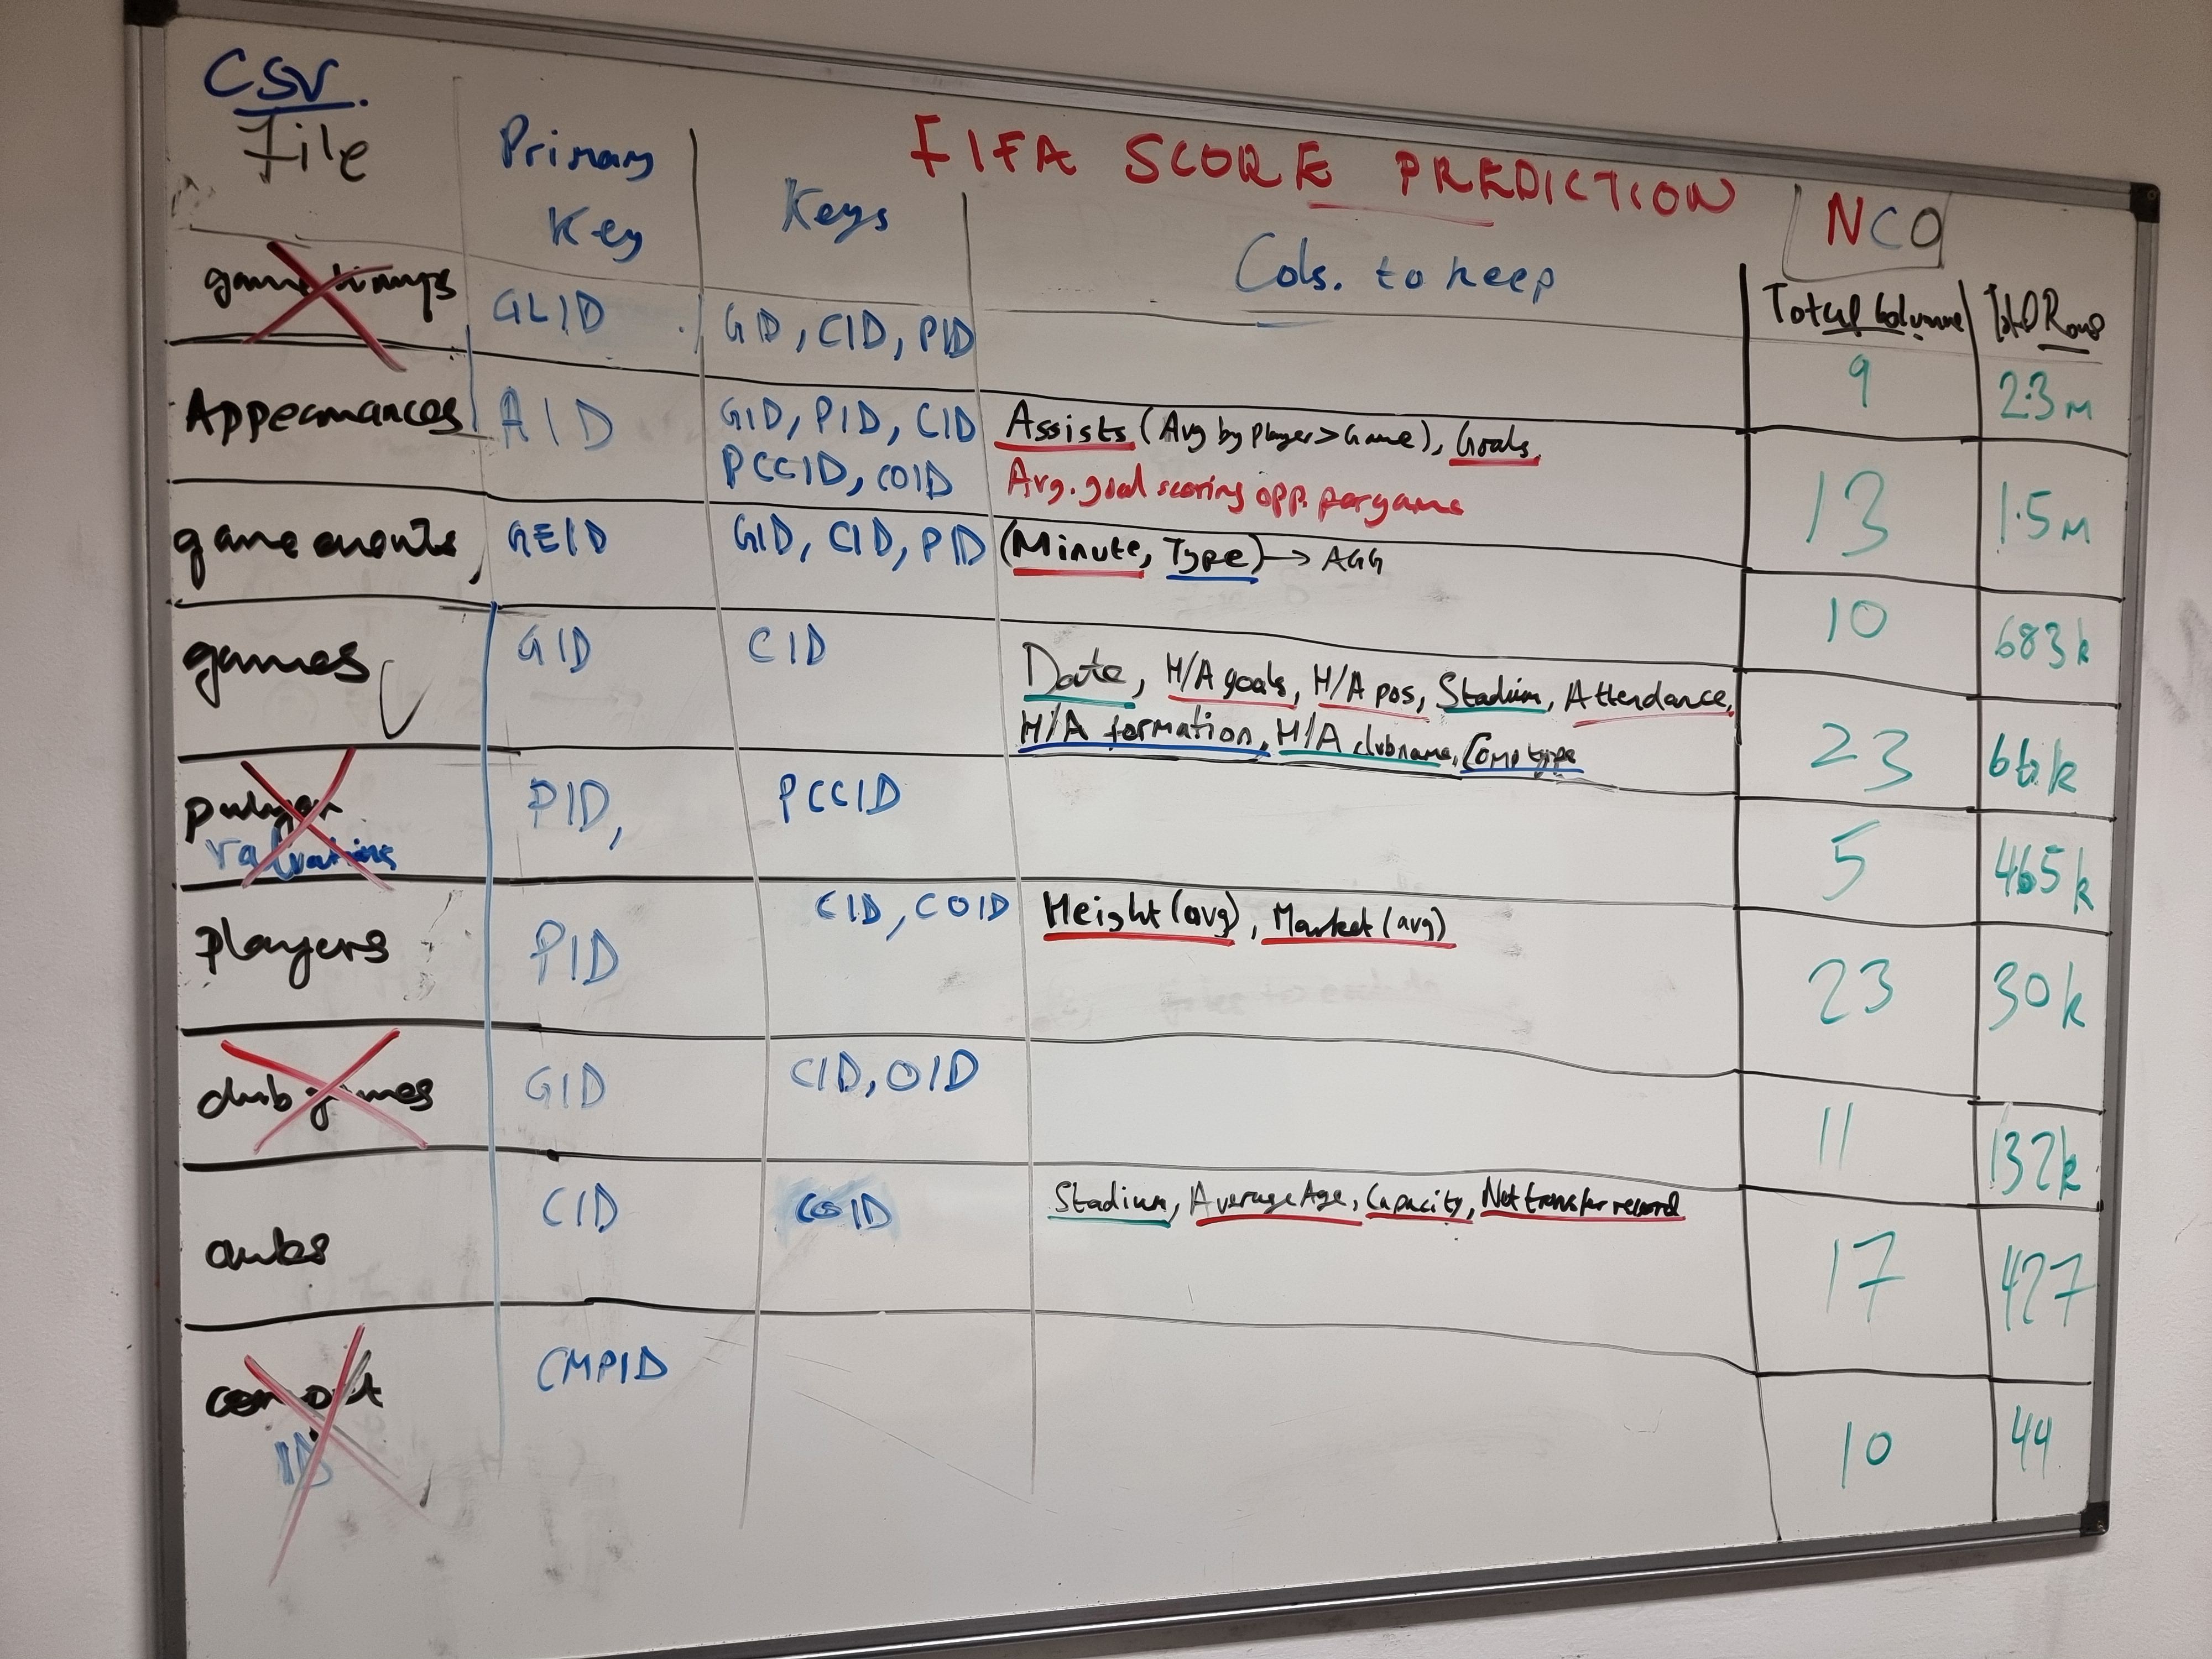 CSV
File
Primary
Key
Keys
FIFA SCORE PREDICTION
Cols. to keep
NCO
Total Columns
Total Rows
GLID
GID, CID, PID
9
2.3M
Appearances
AID
GID, PID, CID
PCCID, COID
Assists (Avg by Player > Game), Goals,
Avg. goal scoring opp. per game
13
1.5M
game events,
GEID
GID, CID, PID
(Minute, Type) → AGG
10
683k
games
GID
CID
Date, H/A goals, H/A pos, Stadium, Attendance,
H/A formation, H/A clubname, Comp type
23
66k
player
valuations
PID,
PCCID
5
465k
Players
PID
CID, COID
Height (avg), Market (avg)
23
30k
club games
GID
CID, OID
11
132k
clubs
CID
COID
Stadium, Average Age, Capacity, Net transfer record
17
427
CMPID
ID
10
44